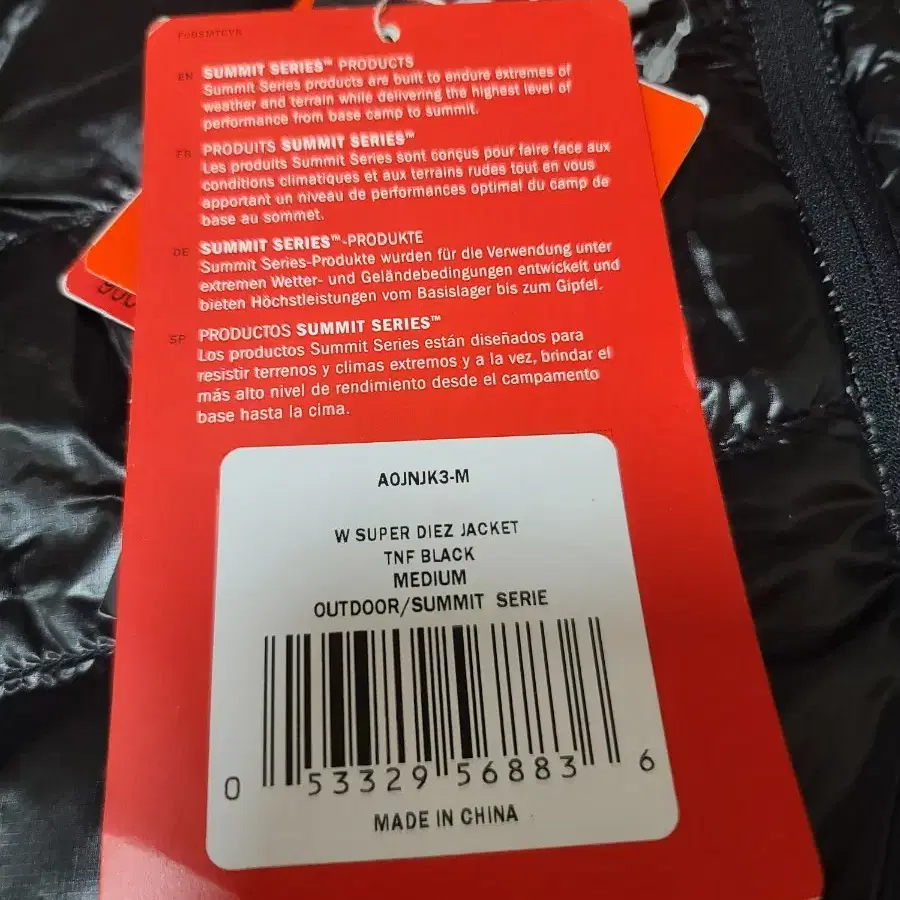 F09SMTCVR
EN SUMMIT SERIES™ PRODUCTS
Summit Series products are built to endure extremes of
weather and terrain while delivering the highest level of
performance from base camp to summit.
FR PRODUITS SUMMIT SERIES™
Les produits Summit Series sont conçus pour faire face aux
conditions climatiques et aux terrains rudes tout en vous
apportant un niveau de performances optimal du camp de
base au sommet.
DE SUMMIT SERIES™-PRODUKTE
Summit Series-Produkte wurden für die Verwendung unter
extremen Wetter- und Geländebedingungen entwickelt und
bieten Höchstleistungen vom Basislager bis zum Gipfel.
SP PRODUCTOS SUMMIT SERIES™
Los productos Summit Series están diseñados para
resistir terrenos y climas extremos y a la vez, brindar el
más alto nivel de rendimiento desde el campamento
base hasta la cima.
A0JNJK3-M
W SUPER DIEZ JACKET
TNF BLACK
MEDIUM
OUTDOOR/SUMMIT SERIE
0 53329 56883 6
MADE IN CHINA